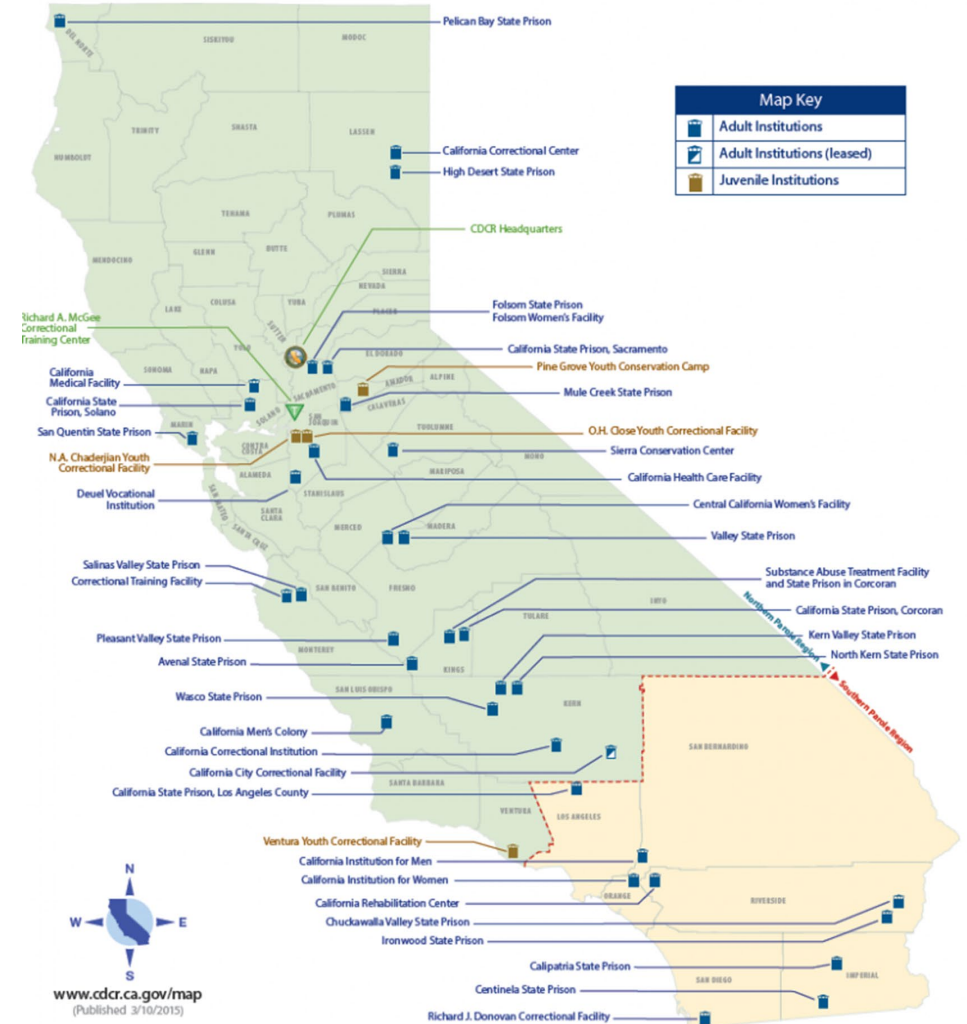 Pelican Bay State Prison
DEL NORTE
SISKIYOU
MODOC
Map Key
Adult Institutions
Adult Institutions (leased)
Juvenile Institutions
TRINITY
SHASTA
LASSEN
HUMBOLDT
California Correctional Center
High Desert State Prison
TEHAMA
PLUMAS
CDCR Headquarters
MENDOCINO
GLENN
BUTTE
SIERRA
NEVADA
LAKE
COLUSA
YUBA
PLACER
SUTTER
Folsom State Prison
Folsom Women's Facility
Richard A. McGee
Correctional
Training Center
YOLO
EL DORADO
California State Prison, Sacramento
SONOMA
NAPA
ALPINE
Pine Grove Youth Conservation Camp
California
Medical Facility
SACRAMENTO
AMADOR
Mule Creek State Prison
California State
Prison, Solano
SOLANO
CALAVERAS
SAN
JOAQUIN
MARIN
TUOLUMNE
San Quentin State Prison
O.H. Close Youth Correctional Facility
CONTRA
COSTA
Sierra Conservation Center
N.A. Chaderjian Youth
Correctional Facility
MONO
ALAMEDA
MARIPOSA
California Health Care Facility
Deuel Vocational
Institution
STANISLAUS
SAN MATEO
SANTA
CLARA
Central California Women's Facility
MERCED
MADERA
SANTA CRUZ
Valley State Prison
Salinas Valley State Prison
Correctional Training Facility
SAN BENITO
FRESNO
Substance Abuse Treatment Facility
and State Prison in Corcoran
INYO
TULARE
California State Prison, Corcoran
Northern Parole Region
Pleasant Valley State Prison
Kern Valley State Prison
MONTEREY
North Kern State Prison
Avenal State Prison
KINGS
Southern Parole Region
SAN LUIS OBISPO
Wasco State Prison
KERN
California Men's Colony
SAN BERNARDINO
California Correctional Institution
California City Correctional Facility
SANTA BARBARA
California State Prison, Los Angeles County
VENTURA
LOS ANGELES
Ventura Youth Correctional Facility
California Institution for Men
California Institution for Women
ORANGE
RIVERSIDE
California Rehabilitation Center
Chuckawalla Valley State Prison
Ironwood State Prison
N
W
E
S
Calipatria State Prison
SAN DIEGO
IMPERIAL
Centinela State Prison
www.cdcr.ca.gov/map
(Published 3/10/2015)
Richard J. Donovan Correctional Facility